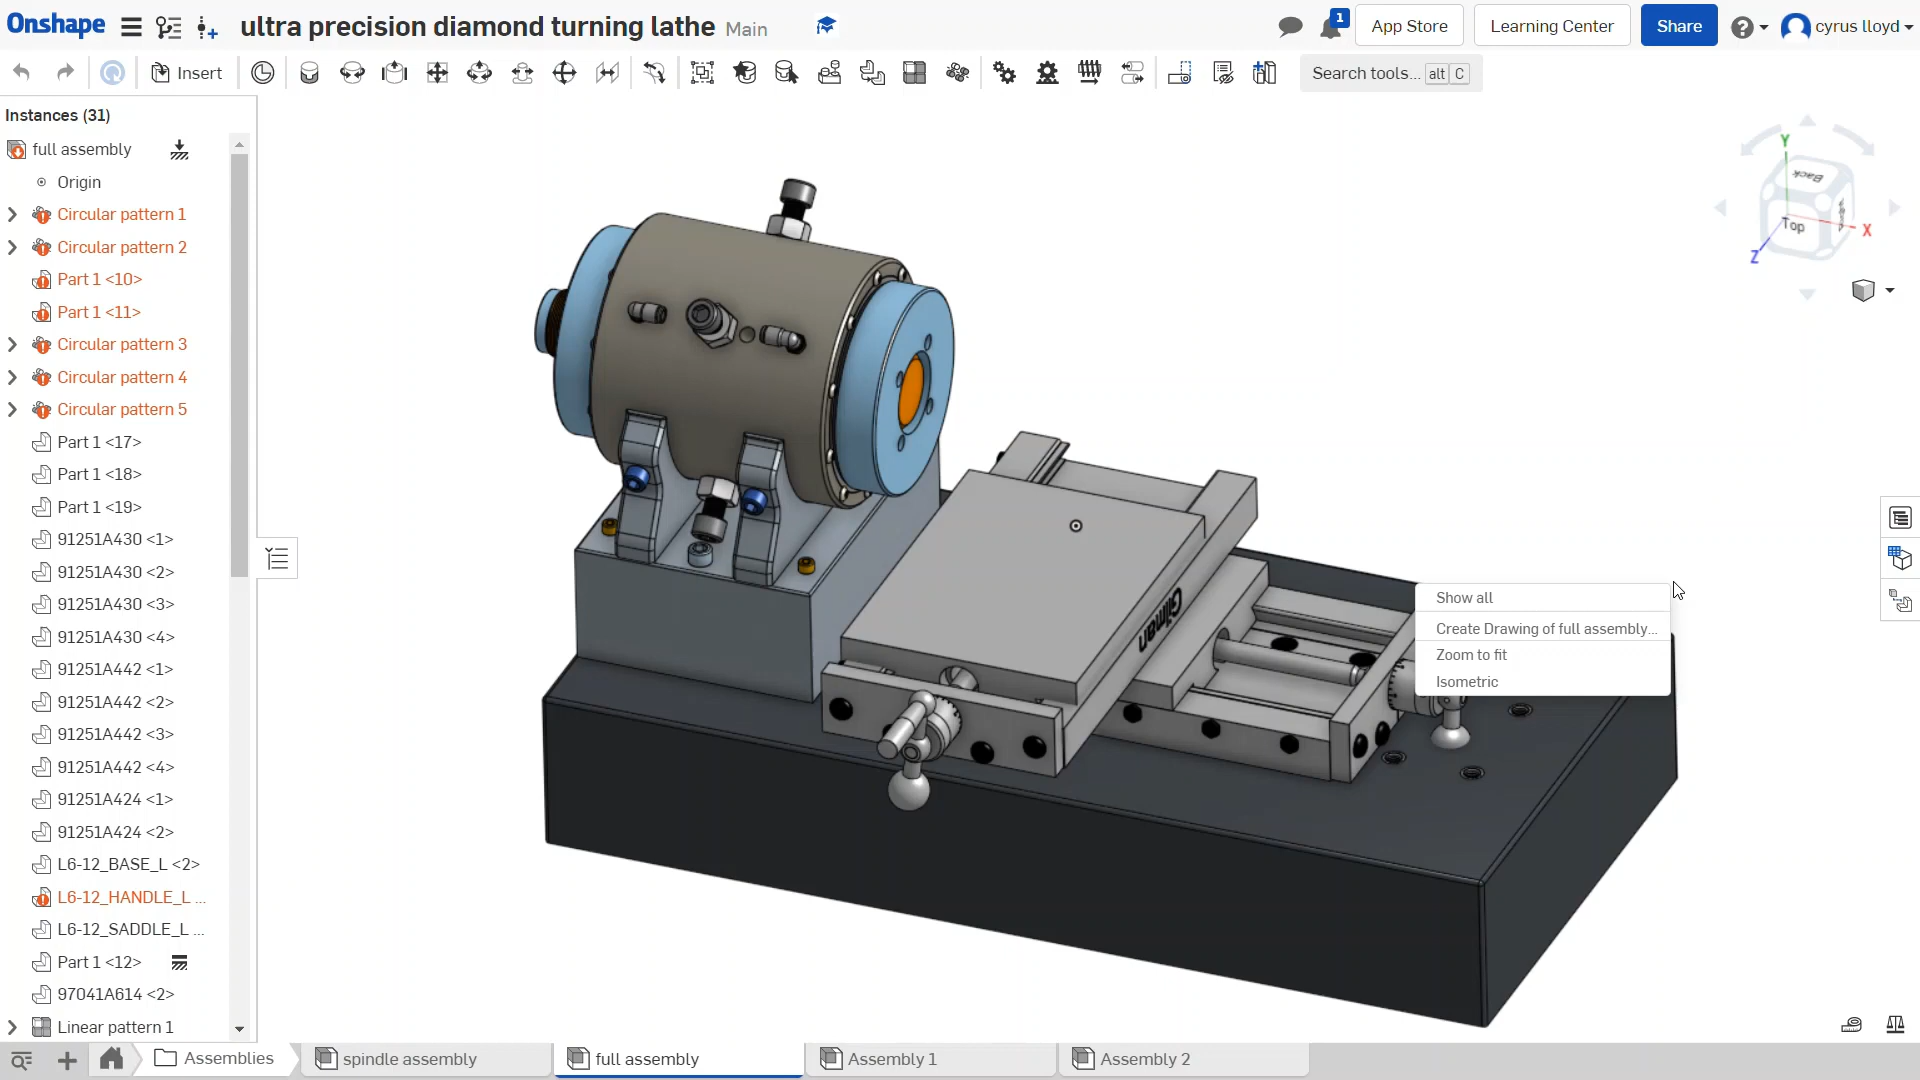 Onshape
ultra precision diamond turning lathe Main
1
App Store
Learning Center
Share
cyrus lloyd
Insert
Search tools... alt C
Instances (31)
full assembly
Origin
Circular pattern 1
Circular pattern 2
Part 1 <10>
Part 1 <11>
Circular pattern 3
Circular pattern 4
Circular pattern 5
Part 1 <17>
Part 1 <18>
Part 1 <19>
91251A430 <1>
91251A430 <2>
91251A430 <3>
91251A430 <4>
91251A442 <1>
91251A442 <2>
91251A442 <3>
91251A442 <4>
91251A424 <1>
91251A424 <2>
L6-12_BASE_L <2>
L6-12_HANDLE_L ...
L6-12_SADDLE_L ...
Part 1 <12>
97041A614 <2>
Linear pattern 1
Y
Back
Top
X
Z
Gilman
Show all
Create Drawing of full assembly...
Zoom to fit
Isometric
Assemblies
spindle assembly
full assembly
Assembly 1
Assembly 2